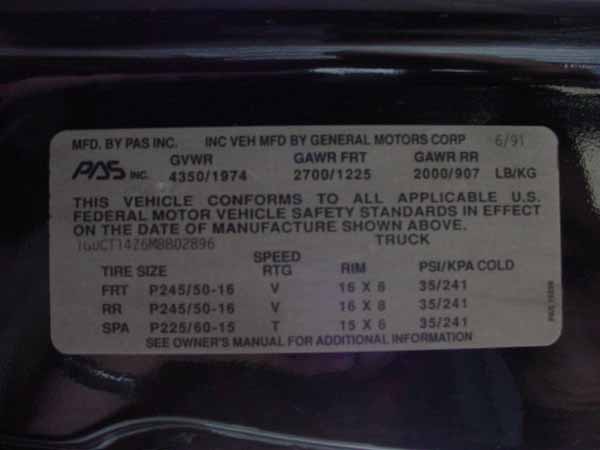 MFD. BY PAS INC. INC VEH MFD BY GENERAL MOTORS CORP 6/91
PAS INC. GVWR GAWR FRT GAWR RR
4350/1974 2700/1225 2000/907 LB/KG
THIS VEHICLE CONFORMS TO ALL APPLICABLE U.S.
FEDERAL MOTOR VEHICLE SAFETY STANDARDS IN EFFECT
ON THE DATE OF MANUFACTURE SHOWN ABOVE.
TRUCK
SPEED
TIRE SIZE RTG RIM PSI/KPA COLD
FRT P245/50-16 V 16 X 8 35/241
RR P245/50-16 V 16 X 8 35/241
SPA P225/60-15 T 15 X 6 35/241
SEE OWNER'S MANUAL FOR ADDITIONAL INFORMATION